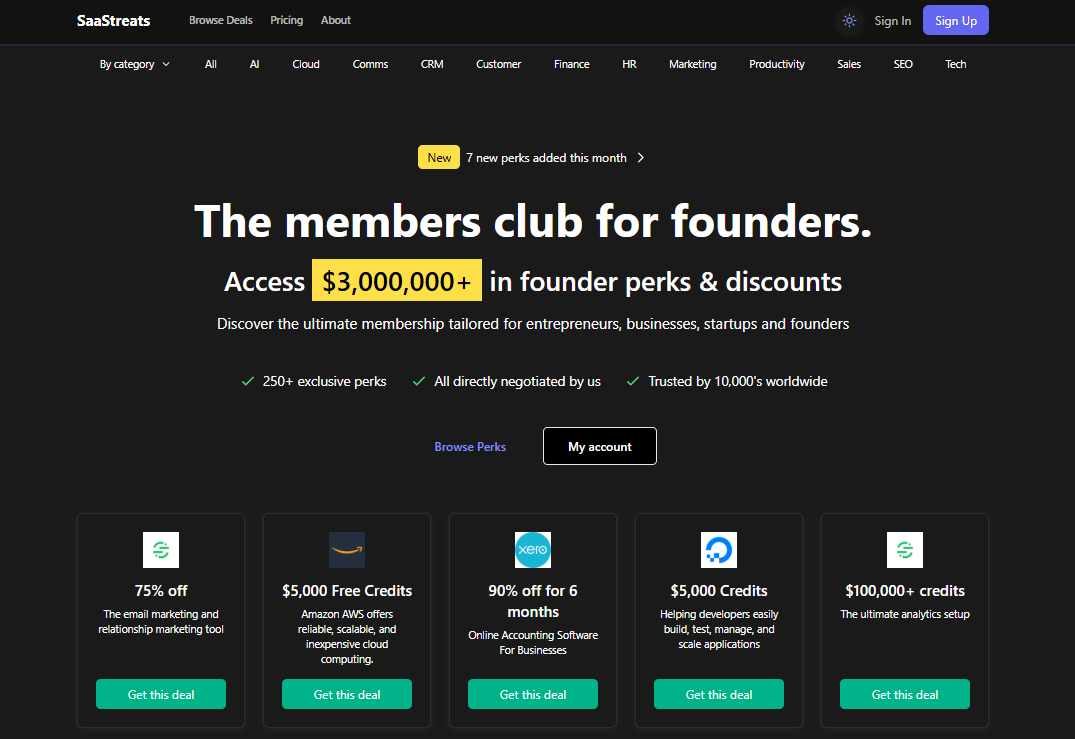 SaaStreats Browse Deals Pricing About Sign In Sign Up
By category All AI Cloud Comms CRM Customer Finance HR Marketing Productivity Sales SEO Tech
New 7 new perks added this month
The members club for founders.
Access $3,000,000+ in founder perks & discounts
Discover the ultimate membership tailored for entrepreneurs, businesses, startups and founders
250+ exclusive perks All directly negotiated by us Trusted by 10,000's worldwide
Browse Perks My account
75% off
The email marketing and
relationship marketing tool
Get this deal
$5,000 Free Credits
Amazon AWS offers
reliable, scalable, and
inexpensive cloud
computing.
Get this deal
xero
90% off for 6
months
Online Accounting Software
For Businesses
Get this deal
$5,000 Credits
Helping developers easily
build, test, manage, and
scale applications
Get this deal
$100,000+ credits
The ultimate analytics setup
Get this deal